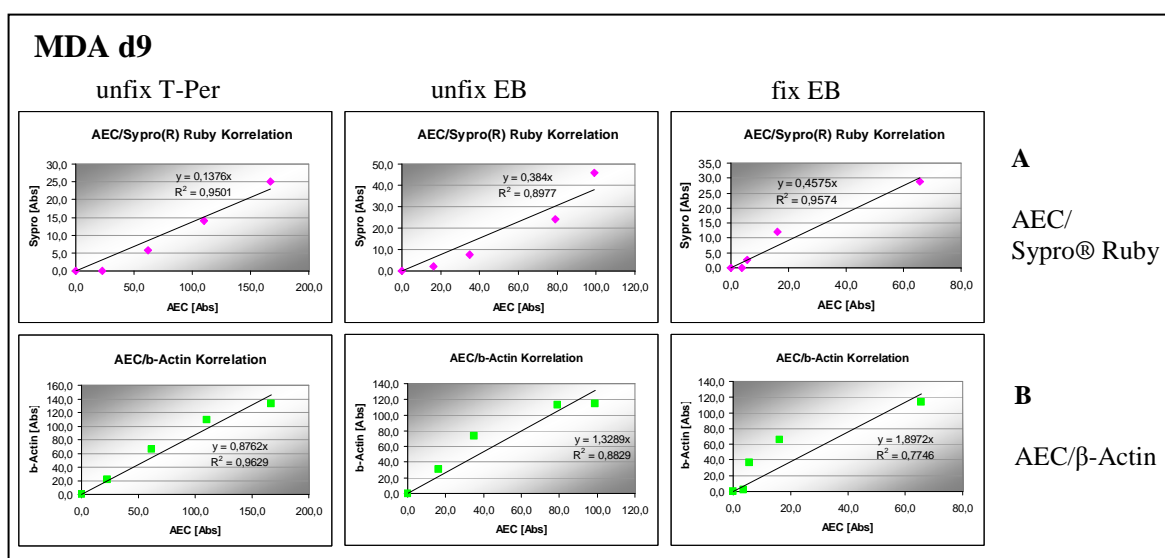 MDA d9
unfix T-Per
unfix EB
fix EB
AEC/Sypro(R) Ruby Korrelation
30,0
25,0
20,0
15,0
10,0
5,0
0,0
Sypro [Abs]
y = 0,1376x
R² = 0,9501
0,0 50,0 100,0 150,0 200,0
AEC [Abs]
AEC/Sypro(R) Ruby Korrelation
50,0
40,0
30,0
20,0
10,0
0,0
Sypro [Abs]
y = 0,384x
R² = 0,8977
0,0 20,0 40,0 60,0 80,0 100,0 120,0
AEC [Abs]
AEC/Sypro(R) Ruby Korrelation
35,0
30,0
25,0
20,0
15,0
10,0
5,0
0,0
Sypro [Abs]
y = 0,4575x
R² = 0,9574
0,0 20,0 40,0 60,0 80,0
AEC [Abs]
A
AEC/
Sypro® Ruby
AEC/b-Actin Korrelation
160,0
140,0
120,0
100,0
80,0
60,0
40,0
20,0
0,0
b-Actin [Abs]
y = 0,8762x
R² = 0,9629
0,0 50,0 100,0 150,0 200,0
AEC [Abs]
AEC/b-Actin Korrelation
140,0
120,0
100,0
80,0
60,0
40,0
20,0
0,0
b-Actin [Abs]
y = 1,3289x
R² = 0,8829
0,0 20,0 40,0 60,0 80,0 100,0 120,0
AEC [Abs]
AEC/b-Actin Korrelation
140,0
120,0
100,0
80,0
60,0
40,0
20,0
0,0
b-Actin [Abs]
y = 1,8972x
R² = 0,7746
0,0 20,0 40,0 60,0 80,0
AEC [Abs]
B
AEC/β-Actin